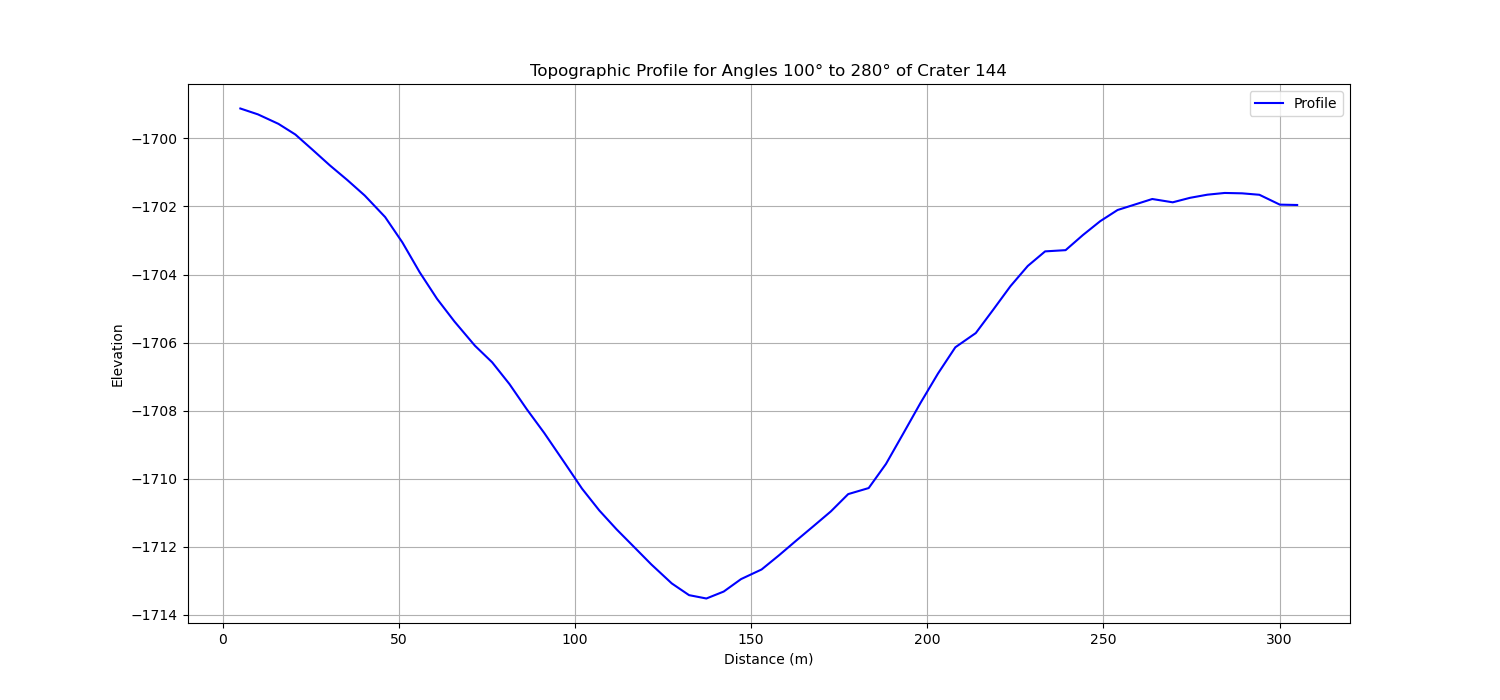 Topographic Profile for Angles 100° to 280° of Crater 144
Profile
−1700
−1702
−1704
−1706
−1708
−1710
−1712
−1714
Elevation
0 50 100 150 200 250 300
Distance (m)